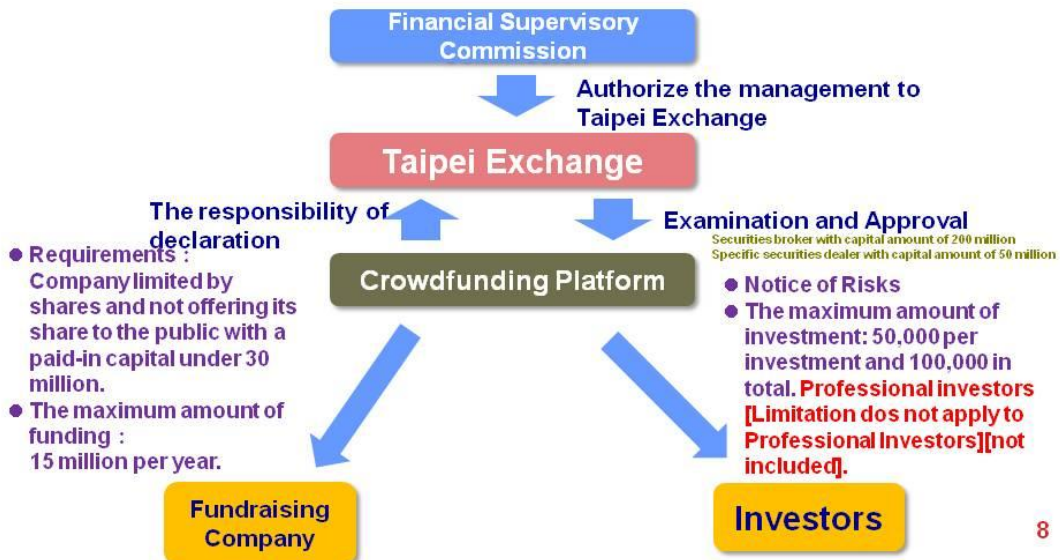 Financial Supervisory
Commission
Authorize the management to
Taipei Exchange
Taipei Exchange
The responsibility of
declaration
Examination and Approval
Securities broker with capital amount of 200 million
Specific securities dealer with capital amount of 50 million
Crowdfunding Platform
● Requirements :
Company limited by
shares and not offering its
share to the public with a
paid-in capital under 30
million.
● The maximum amount of
funding :
15 million per year.
● Notice of Risks
● The maximum amount of
investment: 50,000 per
investment and 100,000 in
total. Professional investors
[Limitation dos not apply to
Professional Investors][not
included].
Fundraising
Company
Investors
8